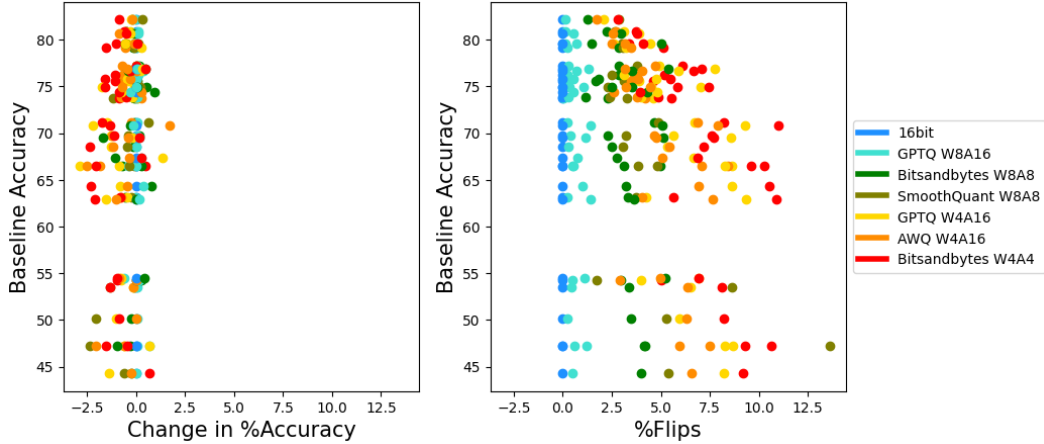 80
75
70
65
60
55
50
45
Baseline Accuracy
−2.5 0.0 2.5 5.0 7.5 10.0 12.5
Change in %Accuracy
80
75
70
65
60
55
50
45
Baseline Accuracy
−2.5 0.0 2.5 5.0 7.5 10.0 12.5
%Flips
16bit
GPTQ W8A16
Bitsandbytes W8A8
SmoothQuant W8A8
GPTQ W4A16
AWQ W4A16
Bitsandbytes W4A4